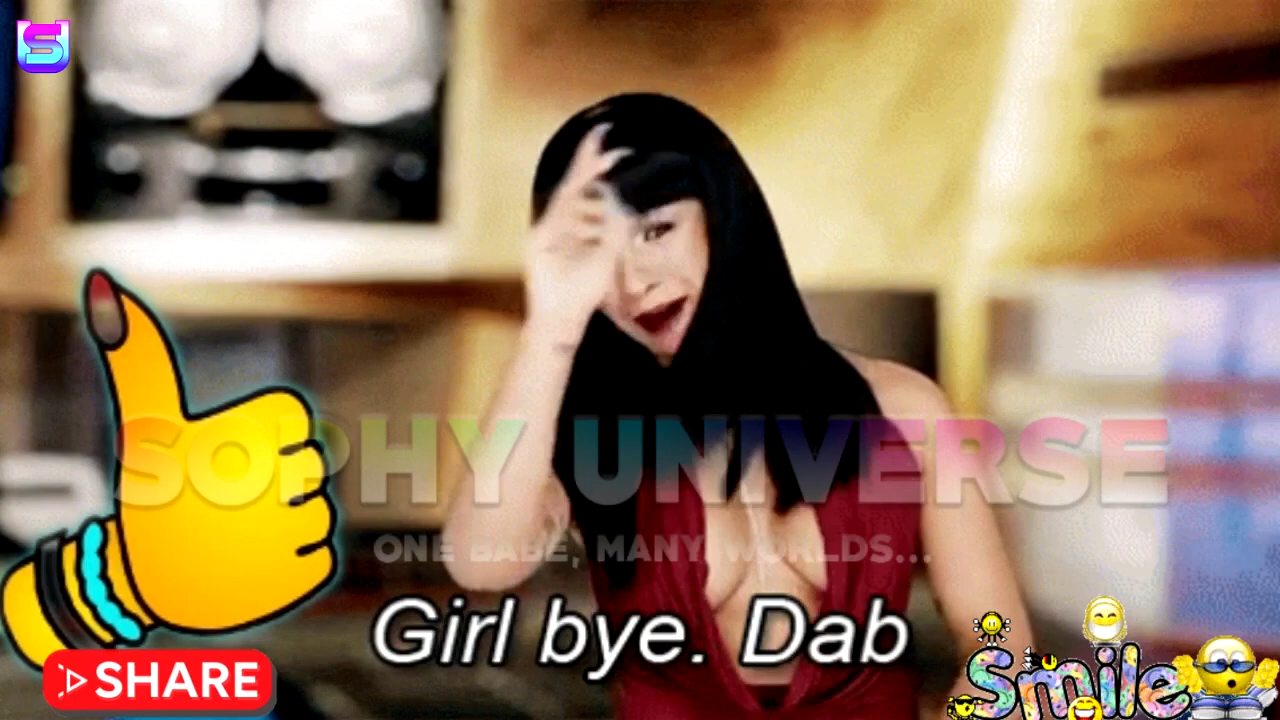 S
SOPHY UNIVERSE
ONE BABE, MANY WORLDS...
Girl bye. Dab
SHARE
Smile